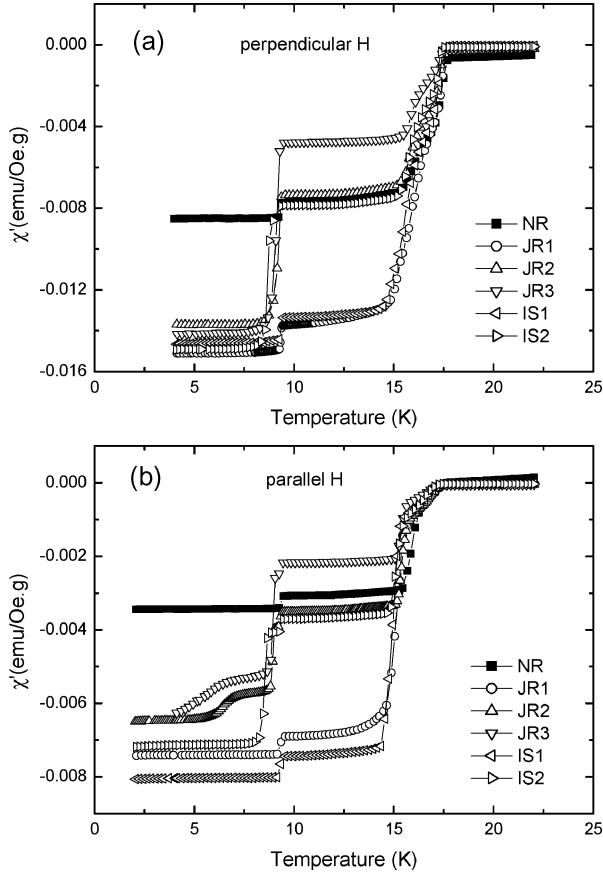 (a)
perpendicular H
0.000
-0.004
-0.008
-0.012
-0.016
χ'(emu/Oe.g)
NR
JR1
JR2
JR3
IS1
IS2
0 5 10 15 20 25
Temperature (K)
(b)
parallel H
0.000
-0.002
-0.004
-0.006
-0.008
χ'(emu/Oe.g)
NR
JR1
JR2
JR3
IS1
IS2
0 5 10 15 20 25
Temperature (K)